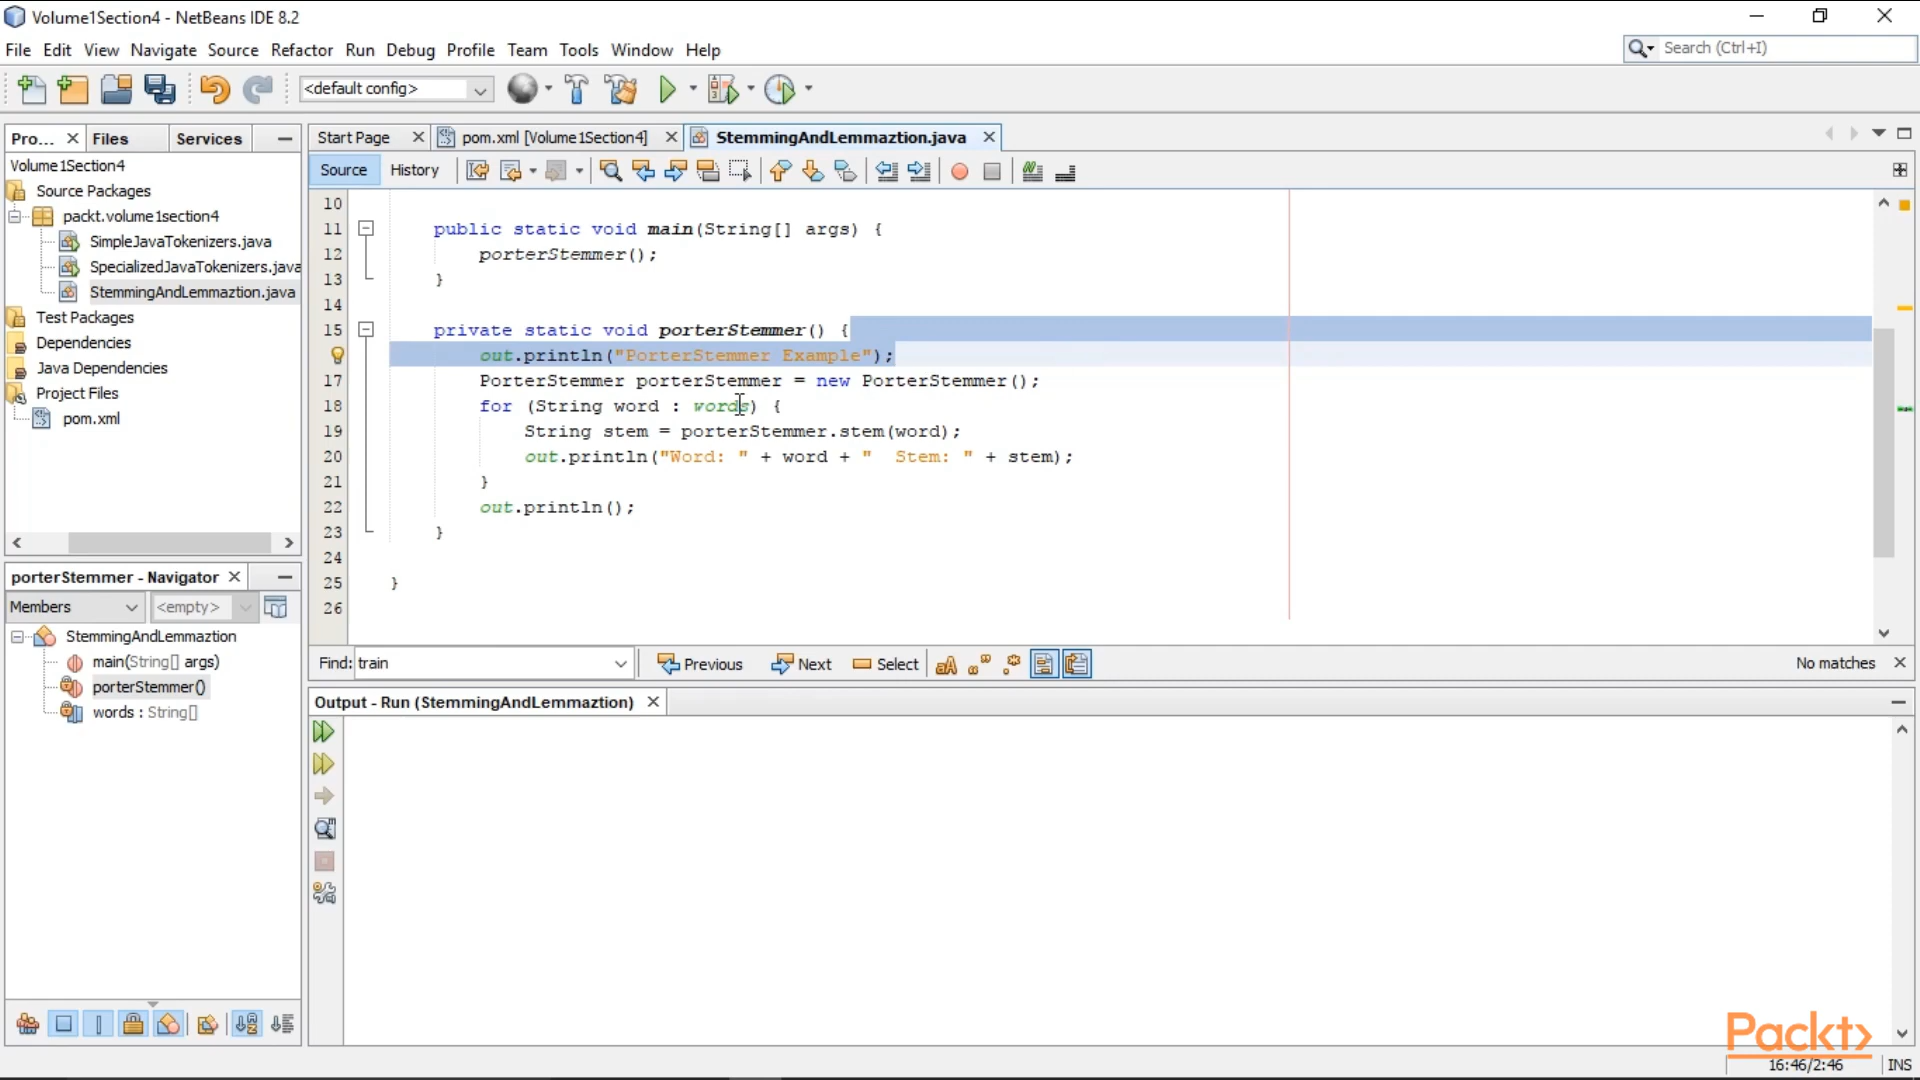 Volume1Section4 - NetBeans IDE 8.2
File Edit View Navigate Source Refactor Run Debug Profile Team Tools Window Help
Search (Ctrl+I)
<default config>
Pro... Files Services
Start Page pom.xml [Volume1Section4] StemmingAndLemmaztion.java
Volume1Section4
Source Packages
packt.volume1section4
SimpleJavaTokenizers.java
SpecializedJavaTokenizers.java
StemmingAndLemmaztion.java
Test Packages
Dependencies
Java Dependencies
Project Files
pom.xml
Source History
10
11 public static void main(String[] args) {
12 porterStemmer();
13 }
14
15 private static void porterStemmer() {
out.println("PorterStemmer Example");
17 PorterStemmer porterStemmer = new PorterStemmer();
18 for (String word : words) {
19 String stem = porterStemmer.stem(word);
20 out.println("Word: " + word + "  Stem: " + stem);
21 }
22 out.println();
23 }
24
25 }
26
porterStemmer - Navigator
Members <empty>
StemmingAndLemmaztion
main(String[] args)
porterStemmer()
words : String[]
Find: train Previous Next Select No matches
Output - Run (StemmingAndLemmaztion)
Packt>
16:46/2:46 INS